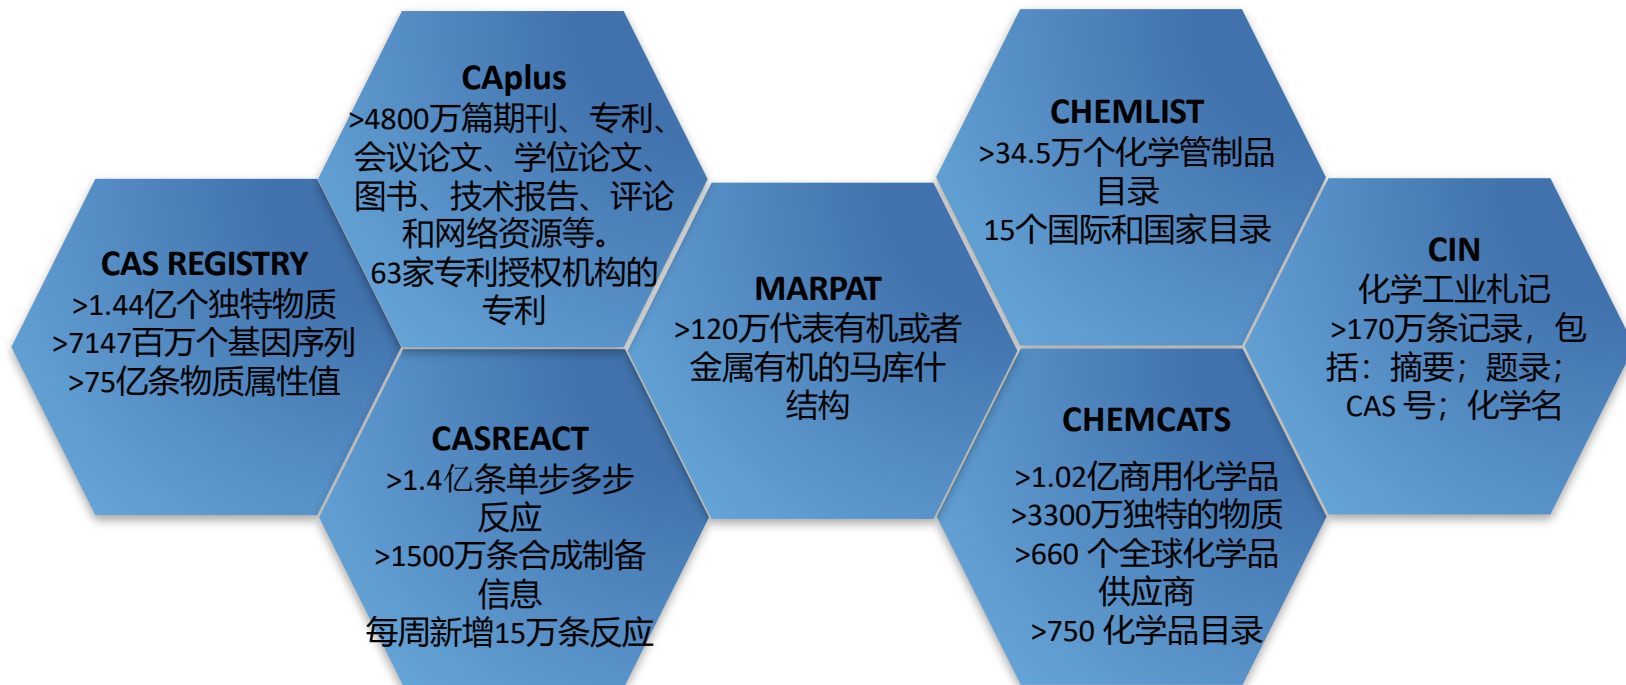 CAS REGISTRY
>1.44亿个独特物质
>7147百万个基因序列
>75亿条物质属性值
CAplus
>4800万篇期刊、专利、
会议论文、学位论文、
图书、技术报告、评论
和网络资源等。
63家专利授权机构的
专利
CASREACT
>1.4亿条单步多步
反应
>1500万条合成制备
信息
每周新增15万条反应
MARPAT
>120万代表有机或者
金属有机的马库什
结构
CHEMLIST
>34.5万个化学管制品
目录
15个国际和国家目录
CHEMCATS
>1.02亿商用化学品
>3300万独特的物质
>660 个全球化学品
供应商
>750 化学品目录
CIN
化学工业札记
>170万条记录，包
括：摘要；题录；
CAS 号；化学名